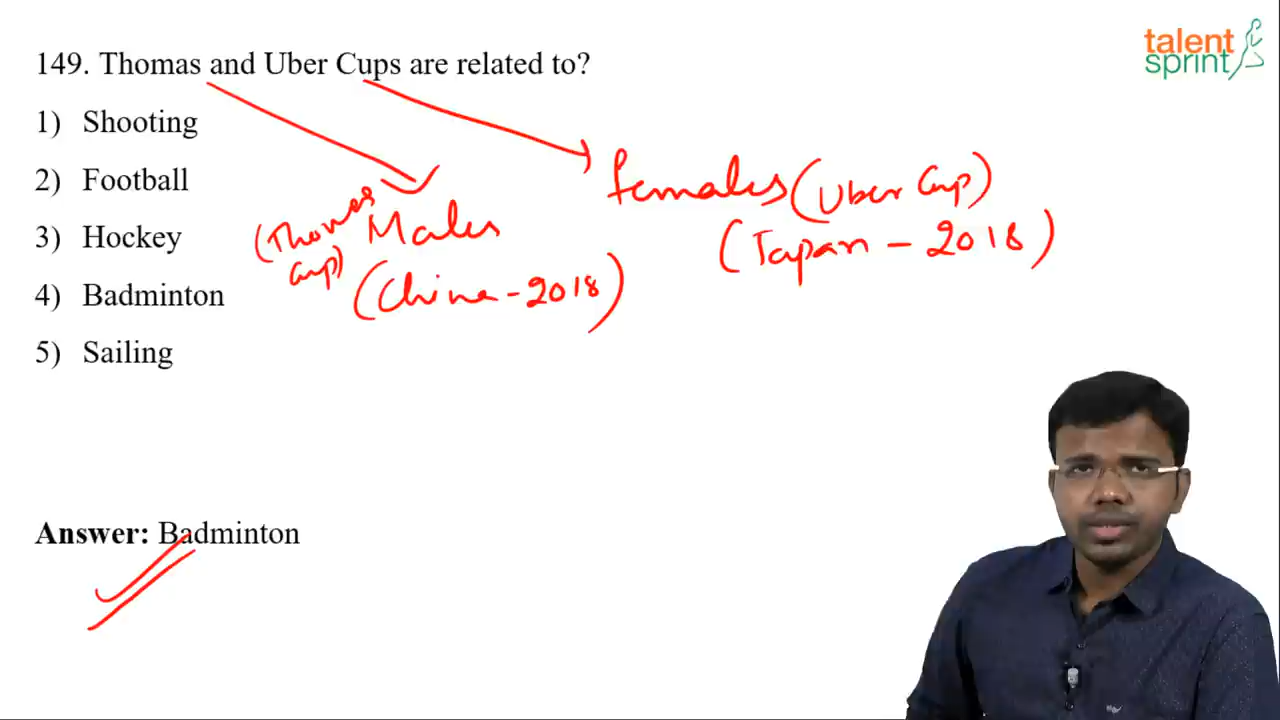 talent
sprint
149. Thomas and Uber Cups are related to?
1) Shooting
2) Football
3) Hockey
4) Badminton
5) Sailing
females (Uber Cup)
(Japan - 2018)
(Thomas Cup) Males
(China - 2018)
Answer: Badminton